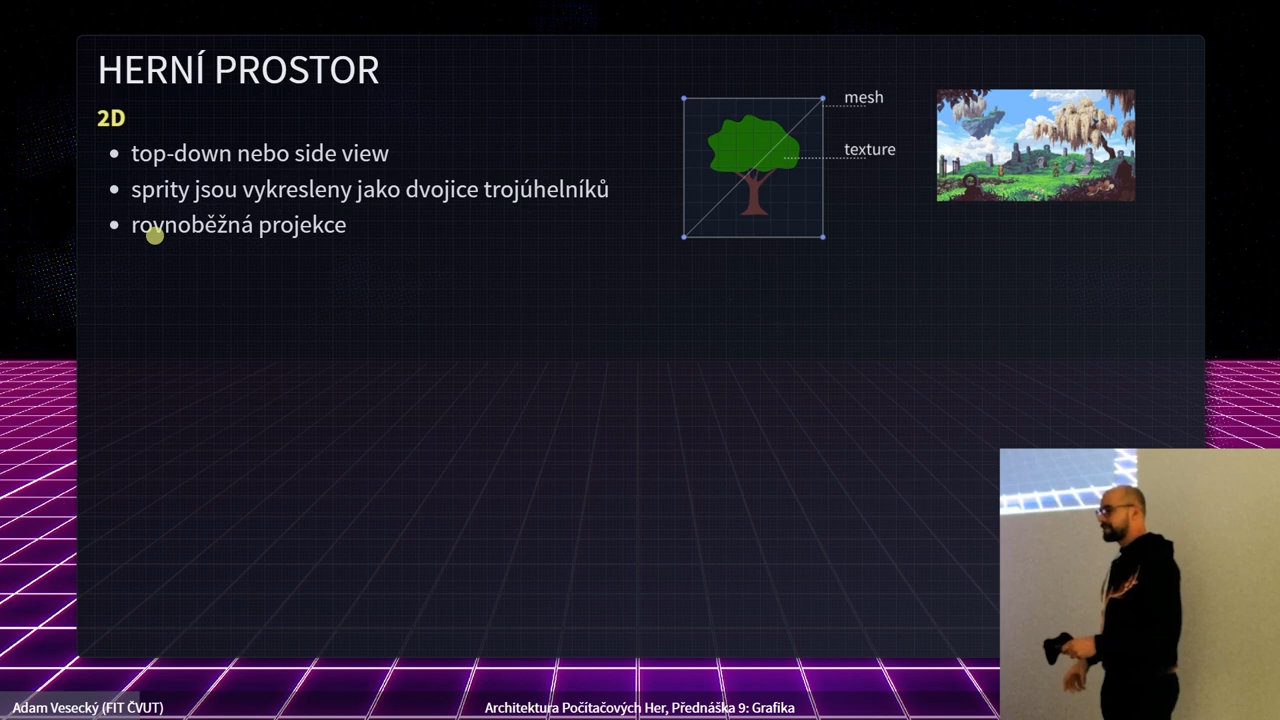 HERNÍ PROSTOR
2D
top-down nebo side view
sprity jsou vykresleny jako dvojice trojúhelníků
rovnoběžná projekce
mesh
texture
Adam Vesecký (FIT ČVUT)
Architektura Počítačových Her, Přednáška 9: Grafika